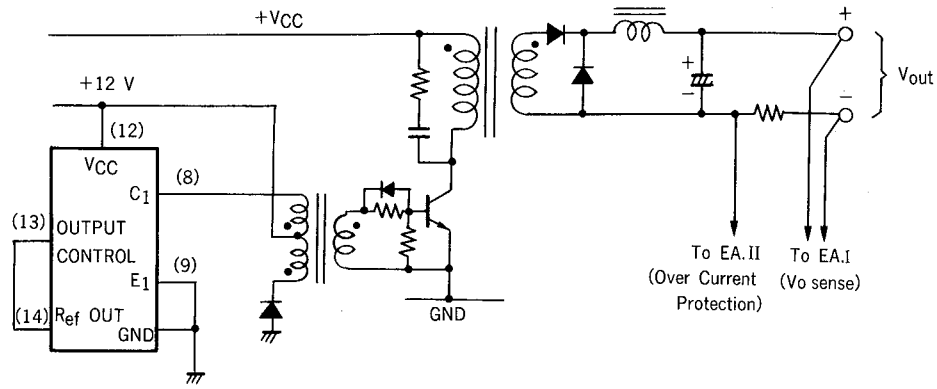 +VCC
+
Vout
−
+12 V
(12)
VCC
C1
(8)
(13)
OUTPUT
CONTROL
E1
(9)
(14)
Ref OUT
GND
GND
+
−
To EA.II
(Over Current
Protection)
To EA.I
(Vo sense)